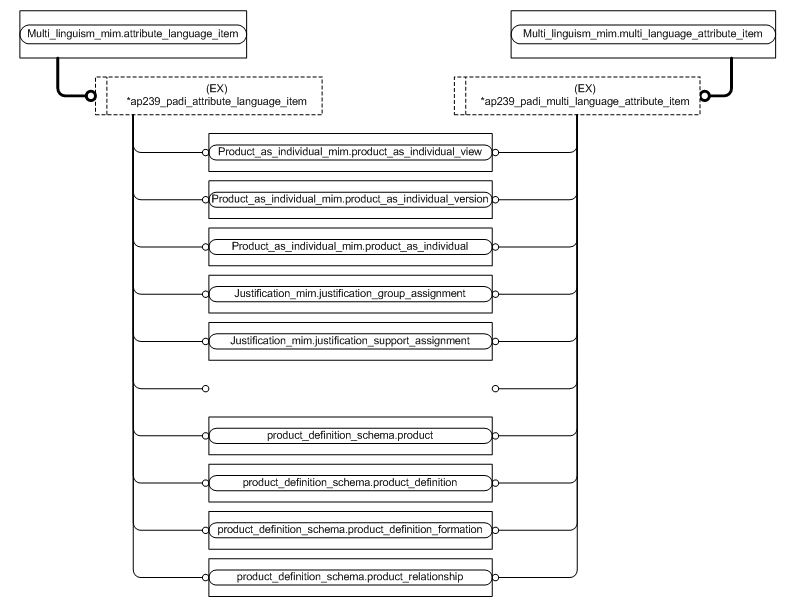 Multi_linguism_mim.attribute_language_item
Multi_linguism_mim.multi_language_attribute_item
(EX)
*ap239_padi_attribute_language_item
(EX)
*ap239_padi_multi_language_attribute_item
Product_as_individual_mim.product_as_individual_view
Product_as_individual_mim.product_as_individual_version
Product_as_individual_mim.product_as_individual
Justification_mim.justification_group_assignment
Justification_mim.justification_support_assignment
product_definition_schema.product
product_definition_schema.product_definition
product_definition_schema.product_definition_formation
product_definition_schema.product_relationship